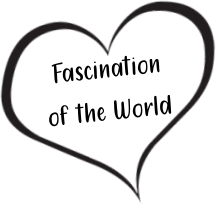 Fascination
of the World